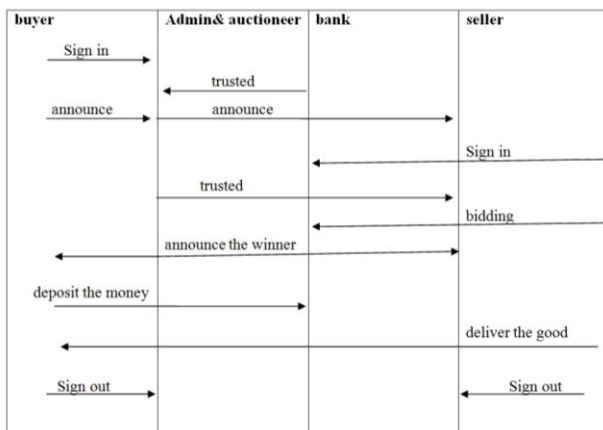 buyer Admin& auctioneer bank seller
Sign in
trusted
announce announce
Sign in
trusted
bidding
announce the winner
deposit the money
deliver the good
Sign out Sign out